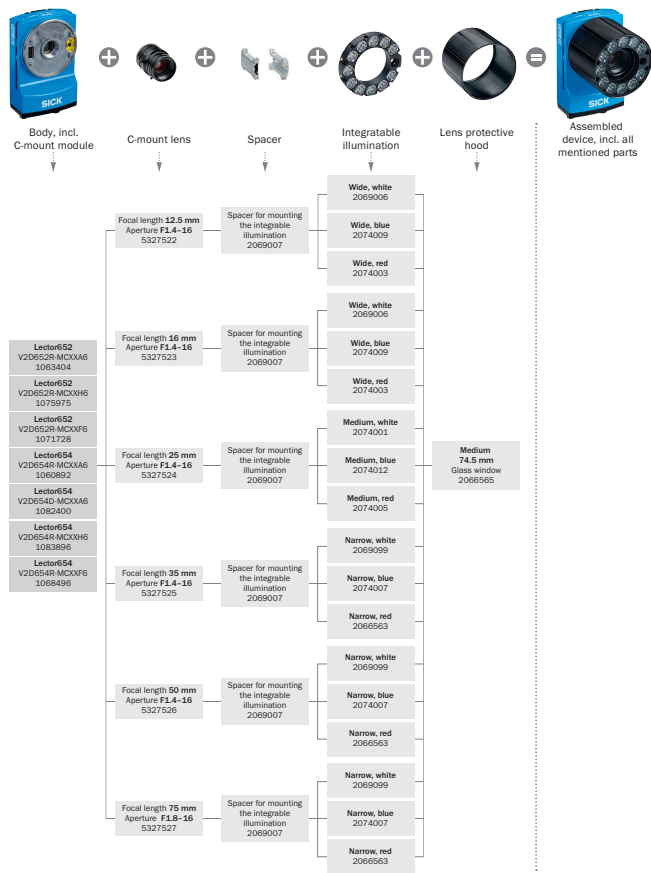 SICK
SICK
Body, incl.
C-mount module
C-mount lens
Spacer
Integratable
illumination
Lens protective
hood
Assembled
device, incl. all
mentioned parts
Lector652
V2D652R-MCXXA6
1063404
Lector652
V2D652R-MCXXH6
1075975
Lector652
V2D652R-MCXXF6
1071728
Lector654
V2D654R-MCXXA6
1060892
Lector654
V2D654D-MCXXA6
1082400
Lector654
V2D654R-MCXXH6
1083896
Lector654
V2D654R-MCXXF6
1068496
Focal length 12.5 mm
Aperture F1.4–16
5327522
Spacer for mounting
the integrable
illumination
2069007
Wide, white
2069006
Wide, blue
2074009
Wide, red
2074003
Focal length 16 mm
Aperture F1.4–16
5327523
Spacer for mounting
the integrable
illumination
2069007
Wide, white
2069006
Wide, blue
2074009
Wide, red
2074003
Focal length 25 mm
Aperture F1.4–16
5327524
Spacer for mounting
the integrable
illumination
2069007
Medium, white
2074001
Medium, blue
2074012
Medium, red
2074005
Focal length 35 mm
Aperture F1.4–16
5327525
Spacer for mounting
the integrable
illumination
2069007
Narrow, white
2069099
Narrow, blue
2074007
Narrow, red
2066563
Focal length 50 mm
Aperture F1.4–16
5327526
Spacer for mounting
the integrable
illumination
2069007
Narrow, white
2069099
Narrow, blue
2074007
Narrow, red
2066563
Focal length 75 mm
Aperture F1.8–16
5327527
Spacer for mounting
the integrable
illumination
2069007
Narrow, white
2069099
Narrow, blue
2074007
Narrow, red
2066563
Medium
74.5 mm
Glass window
2066565